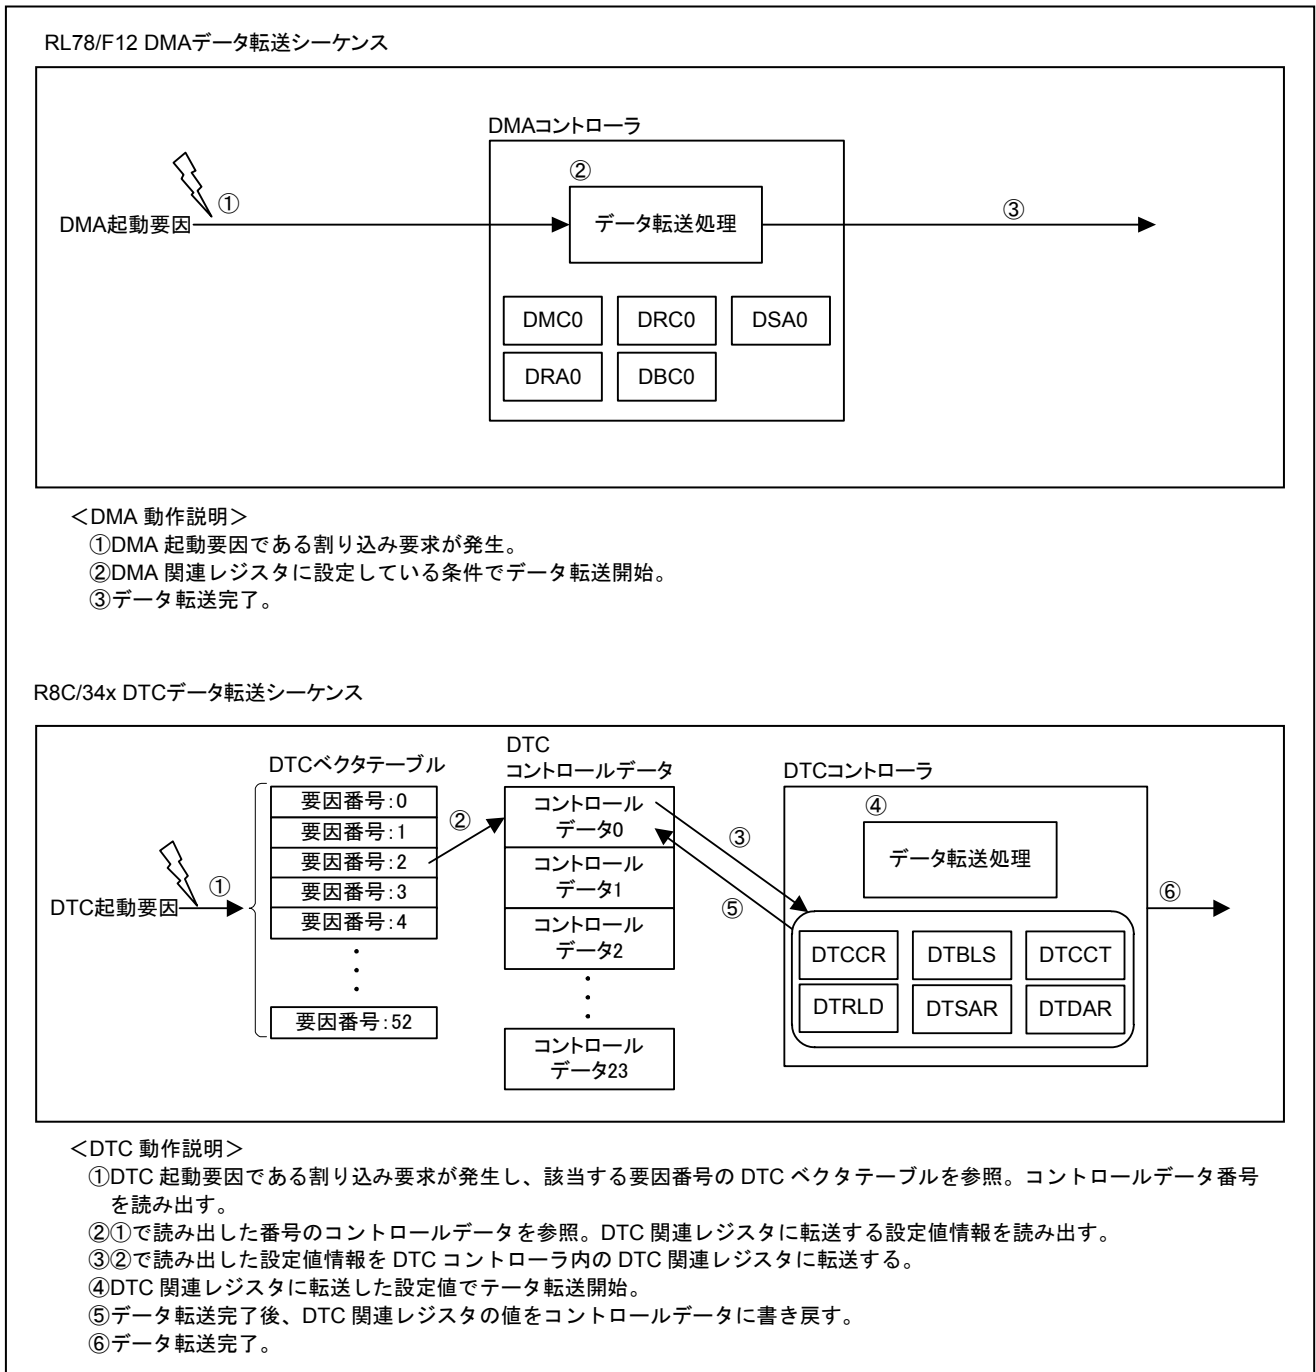 RL78/F12 DMAデータ転送シーケンス
DMAコントローラ
②
①
DMA起動要因
データ転送処理
③
DMC0 DRC0 DSA0
DRA0 DBC0
＜DMA 動作説明＞
①DMA 起動要因である割り込み要求が発生。
②DMA 関連レジスタに設定している条件でデータ転送開始。
③データ転送完了。
R8C/34x DTCデータ転送シーケンス
DTCベクタテーブル
要因番号:0
要因番号:1
要因番号:2
要因番号:3
要因番号:4
・
・
・
要因番号:52
①
DTC起動要因
②
DTC
コントロールデータ
コントロール
データ0
コントロール
データ1
コントロール
データ2
・
・
・
コントロール
データ23
③
⑤
DTCコントローラ
④
データ転送処理
DTCCR DTBLS DTCCT
DTRLD DTSAR DTDAR
⑥
＜DTC 動作説明＞
①DTC 起動要因である割り込み要求が発生し、該当する要因番号の DTC ベクタテーブルを参照。コントロールデータ番号
を読み出す。
②①で読み出した番号のコントロールデータを参照。DTC 関連レジスタに転送する設定値情報を読み出す。
③②で読み出した設定値情報を DTC コントローラ内の DTC 関連レジスタに転送する。
④DTC 関連レジスタに転送した設定値でテータ転送開始。
⑤データ転送完了後、DTC 関連レジスタの値をコントロールデータに書き戻す。
⑥データ転送完了。